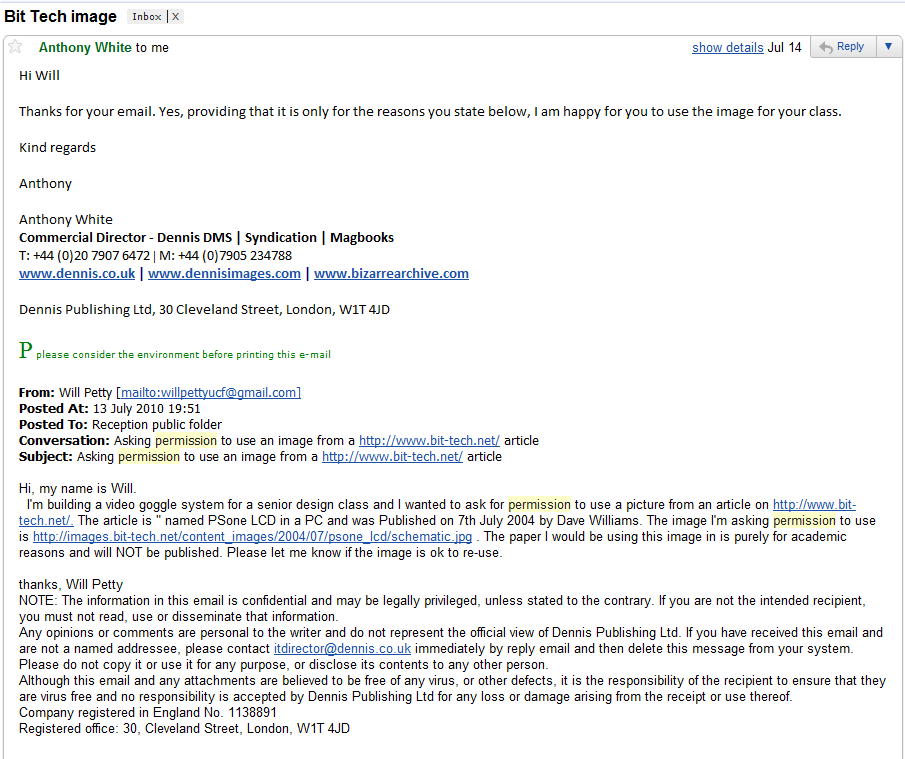 Bit Tech image Inbox X
Anthony White to me show details Jul 14 Reply
Hi Will
Thanks for your email. Yes, providing that it is only for the reasons you state below, I am happy for you to use the image for your class.
Kind regards
Anthony
Anthony White
Commercial Director - Dennis DMS | Syndication | Magbooks
T: +44 (0)20 7907 6472 | M: +44 (0)7905 234788
www.dennis.co.uk | www.dennisimages.com | www.bizarrearchive.com
Dennis Publishing Ltd, 30 Cleveland Street, London, W1T 4JD
P please consider the environment before printing this e-mail
From: Will Petty [mailto:willpettyucf@gmail.com]
Posted At: 13 July 2010 19:51
Posted To: Reception public folder
Conversation: Asking permission to use an image from a http://www.bit-tech.net/ article
Subject: Asking permission to use an image from a http://www.bit-tech.net/ article
Hi, my name is Will.
I'm building a video goggle system for a senior design class and I wanted to ask for permission to use a picture from an article on http://www.bit-
tech.net/. The article is " named PSone LCD in a PC and was Published on 7th July 2004 by Dave Williams. The image I'm asking permission to use
is http://images.bit-tech.net/content_images/2004/07/psone_lcd/schematic.jpg . The paper I would be using this image in is purely for academic
reasons and will NOT be published. Please let me know if the image is ok to re-use.
thanks, Will Petty
NOTE: The information in this email is confidential and may be legally privileged, unless stated to the contrary. If you are not the intended recipient,
you must not read, use or disseminate that information.
Any opinions or comments are personal to the writer and do not represent the official view of Dennis Publishing Ltd. If you have received this email and
are not a named addressee, please contact itdirector@dennis.co.uk immediately by reply email and then delete this message from your system.
Please do not copy it or use it for any purpose, or disclose its contents to any other person.
Although this email and any attachments are believed to be free of any virus, or other defects, it is the responsibility of the recipient to ensure that they
are virus free and no responsibility is accepted by Dennis Publishing Ltd for any loss or damage arising from the receipt or use thereof.
Company registered in England No. 1138891
Registered office: 30, Cleveland Street, London, W1T 4JD